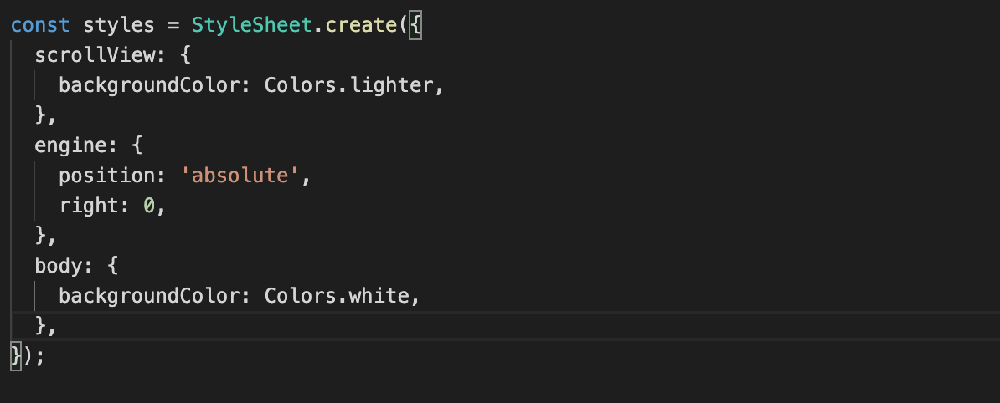 const styles = StyleSheet.create({
  scrollView: {
    backgroundColor: Colors.lighter,
  },
  engine: {
    position: 'absolute',
    right: 0,
  },
  body: {
    backgroundColor: Colors.white,
  },
});